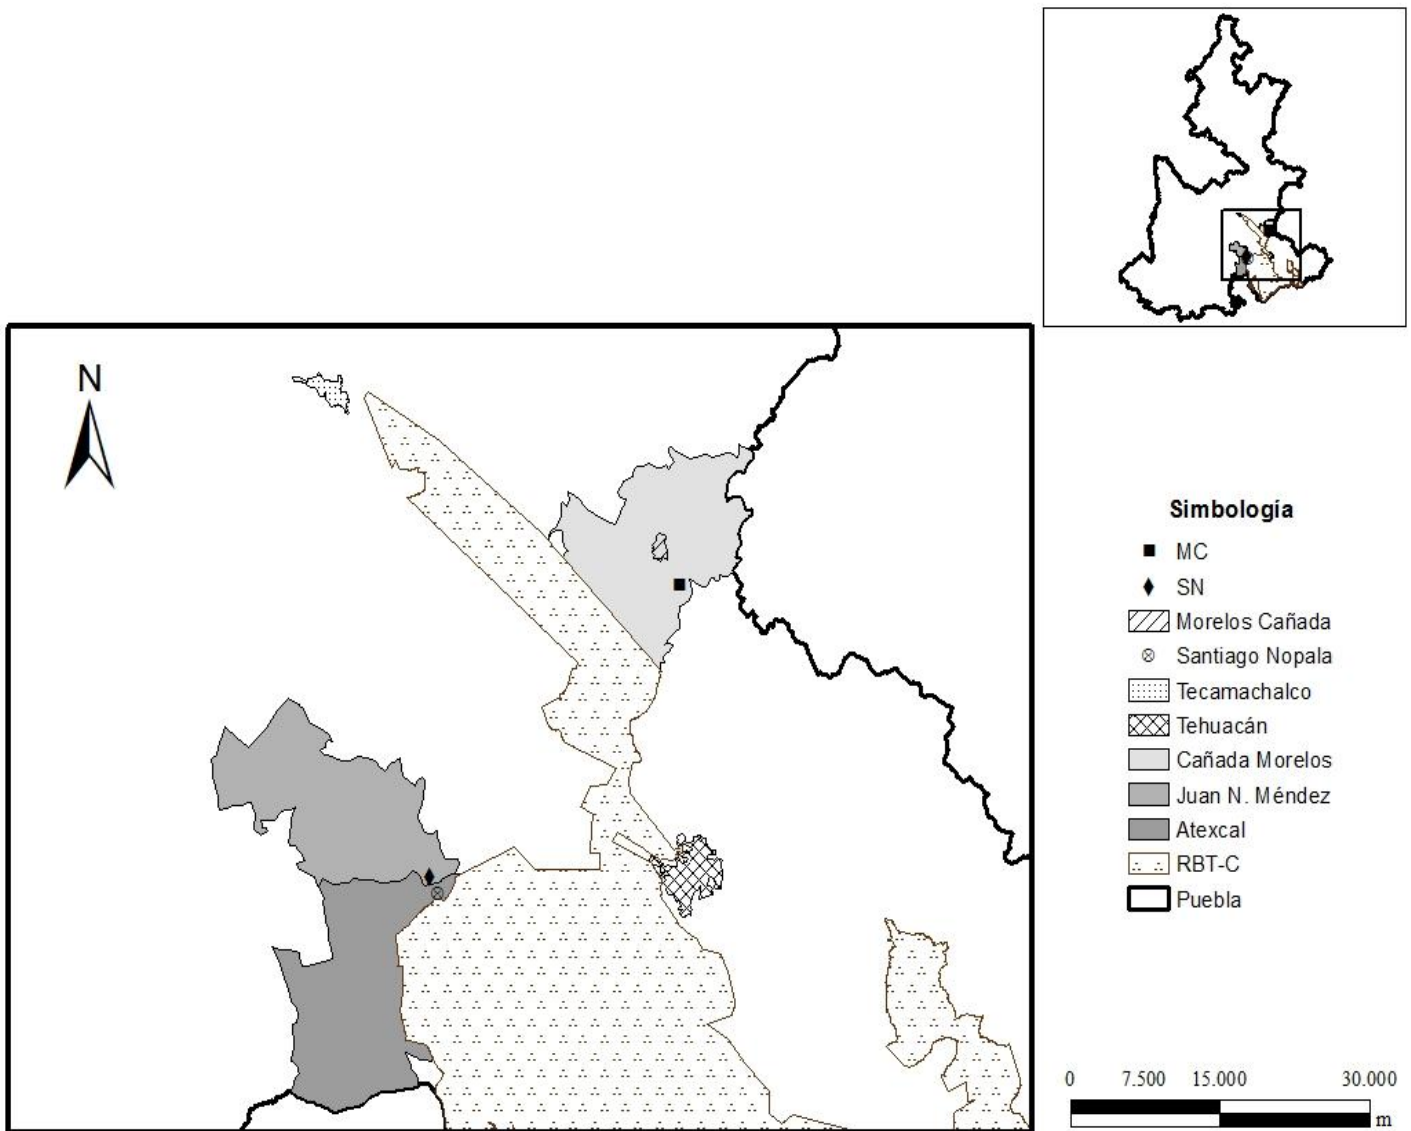 N
Simbología
MC
SN
Morelos Cañada
Santiago Nopala
Tecamachalco
Tehuacán
Cañada Morelos
Juan N. Méndez
Atexcal
RBT-C
Puebla
0 7.500 15.000 30.000
m